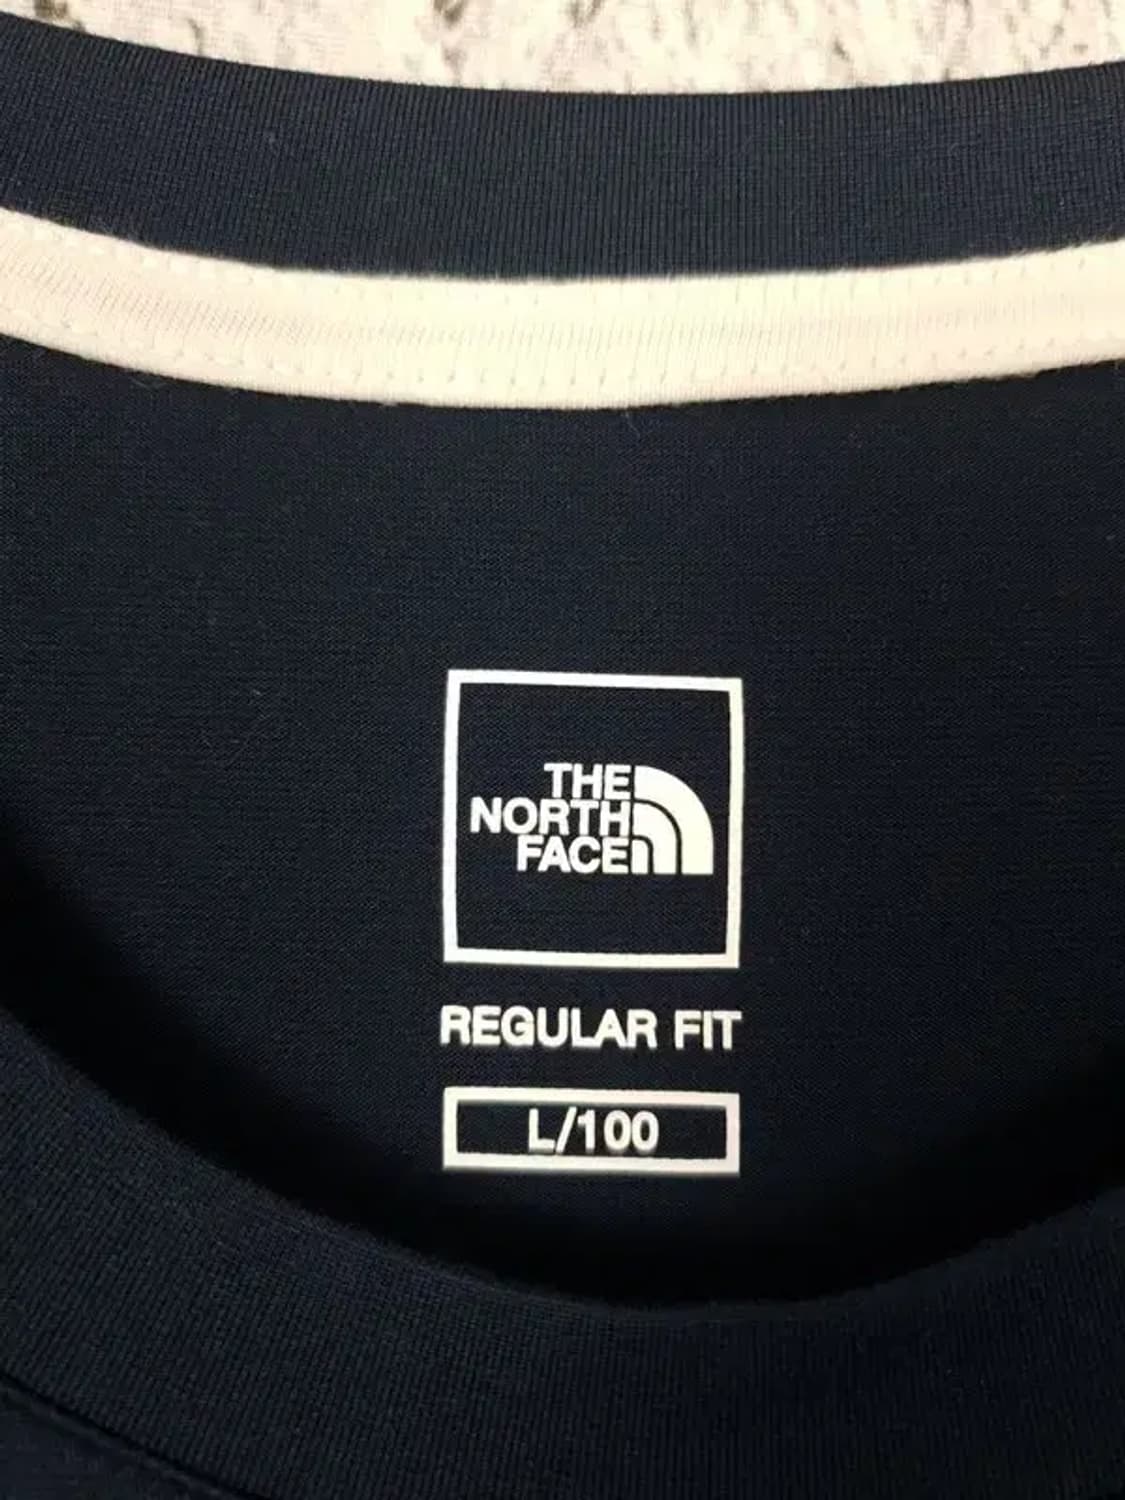 THE
NORTH
FACE
REGULAR FIT
L/100